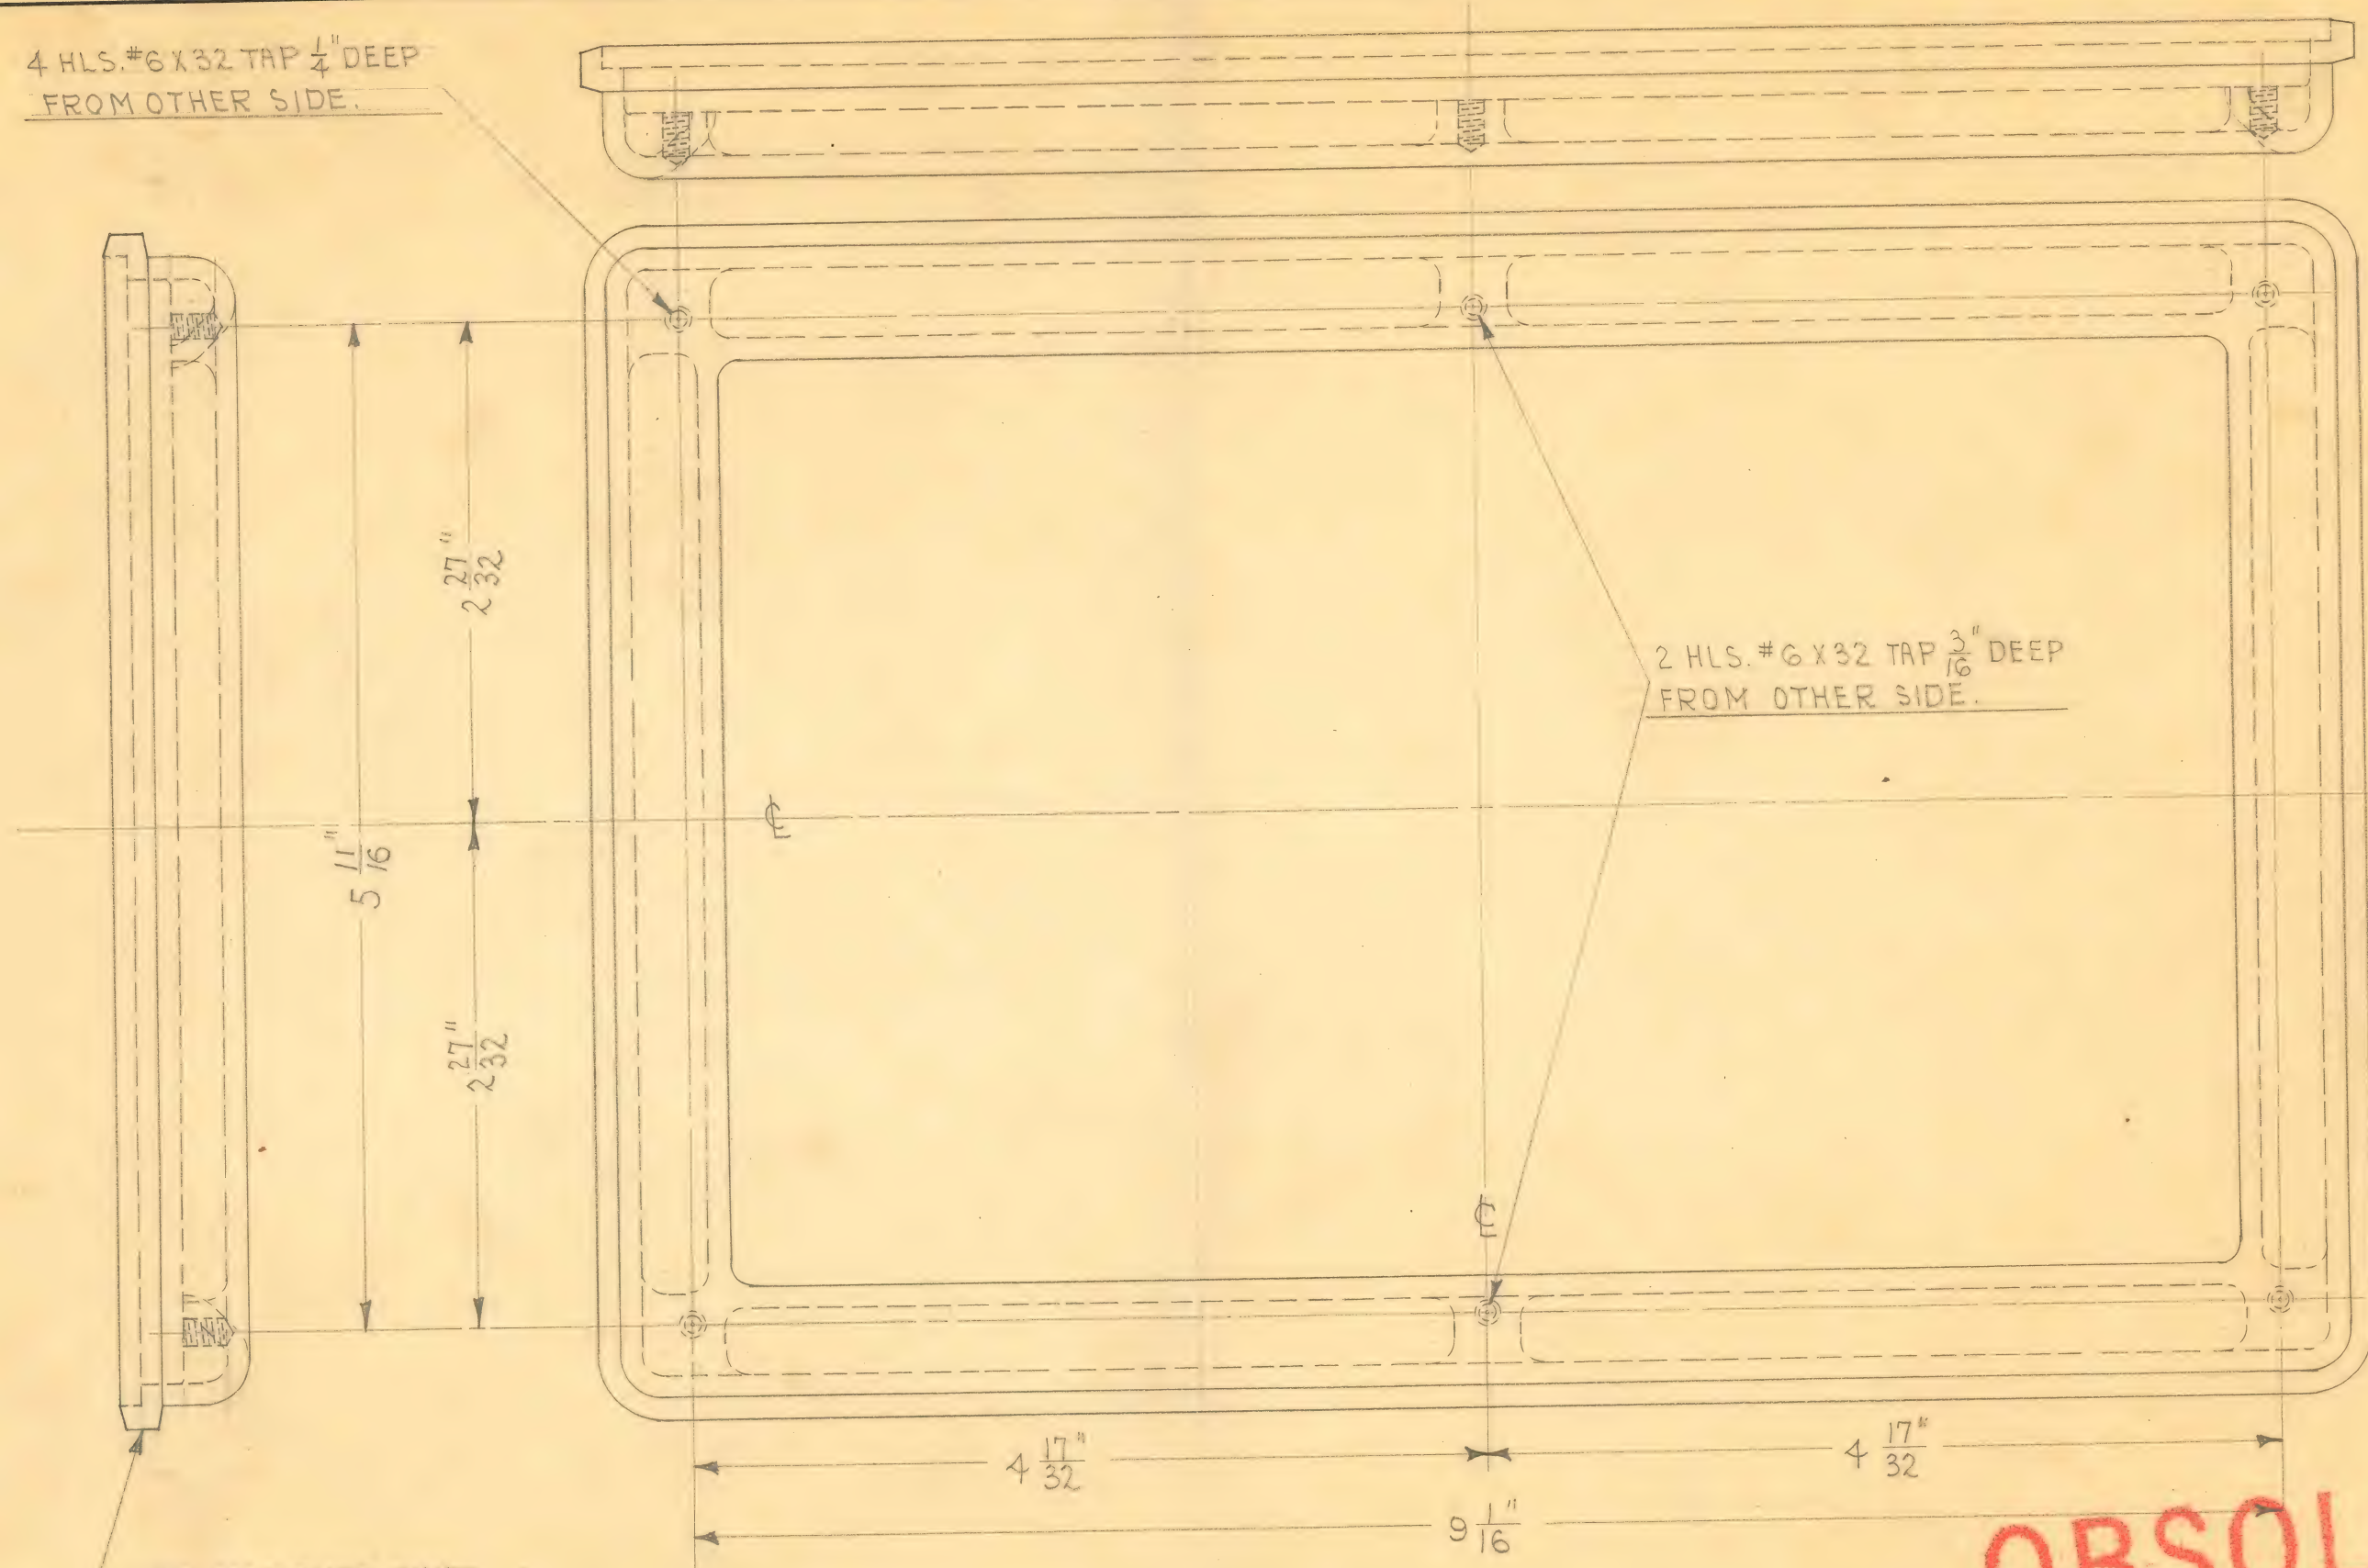 4 HLS. #6 X 32 TAP 1/4" DEEP
FROM OTHER SIDE.
2 27/32"
5 11/16"
2 27/32"
℄
2 HLS. #6 X 32 TAP 3/16" DEEP
FROM OTHER SIDE.
℄
4 17/32"
4 17/32"
9 1/16"
OBSOL